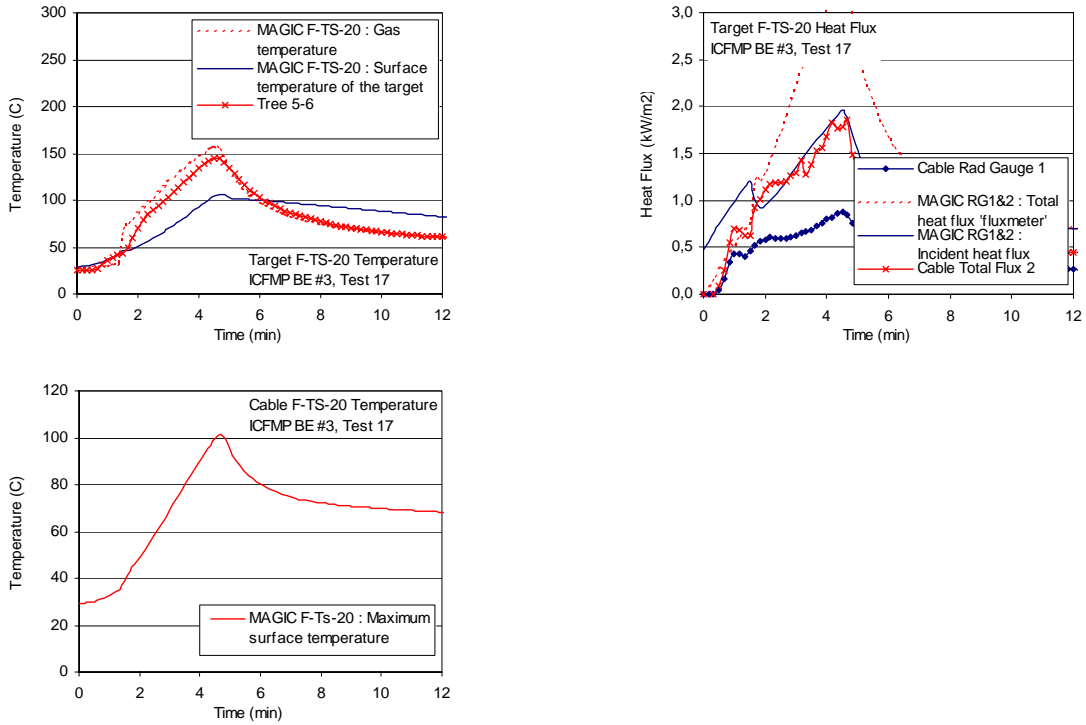 300
250
200
150
100
50
0
Temperature (C)
MAGIC F-TS-20 : Gas
temperature
MAGIC F-TS-20 : Surface
temperature of the target
Tree 5-6
Target F-TS-20 Temperature
ICFMP BE #3, Test 17
0 2 4 6 8 10 12
Time (min)
3,0
2,5
2,0
1,5
1,0
0,5
0,0
Heat Flux (kW/m2)
Target F-TS-20 Heat Flux
ICFMP BE #3, Test 17
Cable Rad Gauge 1
MAGIC RG1&2 : Total
heat flux 'fluxmeter'
MAGIC RG1&2 :
Incident heat flux
Cable Total Flux 2
0 2 4 6 8 10 12
Time (min)
120
100
80
60
40
20
0
Temperature (C)
Cable F-TS-20 Temperature
ICFMP BE #3, Test 17
MAGIC F-Ts-20 : Maximum
surface temperature
0 2 4 6 8 10 12
Time (min)